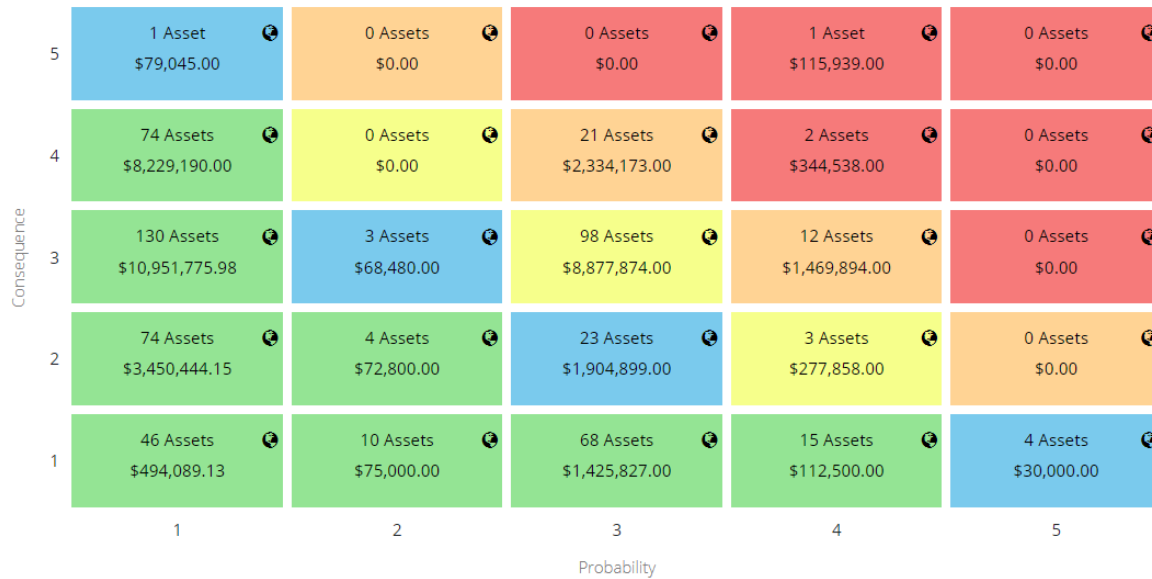 5
1 Asset
$79,045.00
0 Assets
$0.00
0 Assets
$0.00
1 Asset
$115,939.00
0 Assets
$0.00
4
74 Assets
$8,229,190.00
0 Assets
$0.00
21 Assets
$2,334,173.00
2 Assets
$344,538.00
0 Assets
$0.00
Consequence
3
130 Assets
$10,951,775.98
3 Assets
$68,480.00
98 Assets
$8,877,874.00
12 Assets
$1,469,894.00
0 Assets
$0.00
2
74 Assets
$3,450,444.15
4 Assets
$72,800.00
23 Assets
$1,904,899.00
3 Assets
$277,858.00
0 Assets
$0.00
1
46 Assets
$494,089.13
10 Assets
$75,000.00
68 Assets
$1,425,827.00
15 Assets
$112,500.00
4 Assets
$30,000.00
1
2
3
4
5
Probability